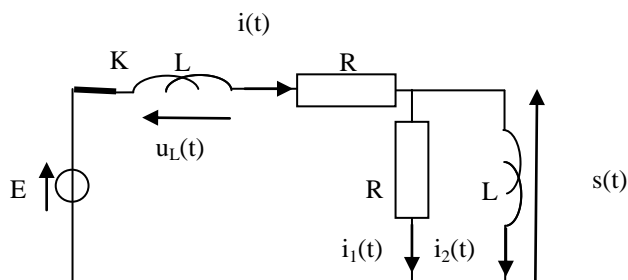 i(t)
K L R
u_L(t)
E R L s(t)
i_1(t) i_2(t)